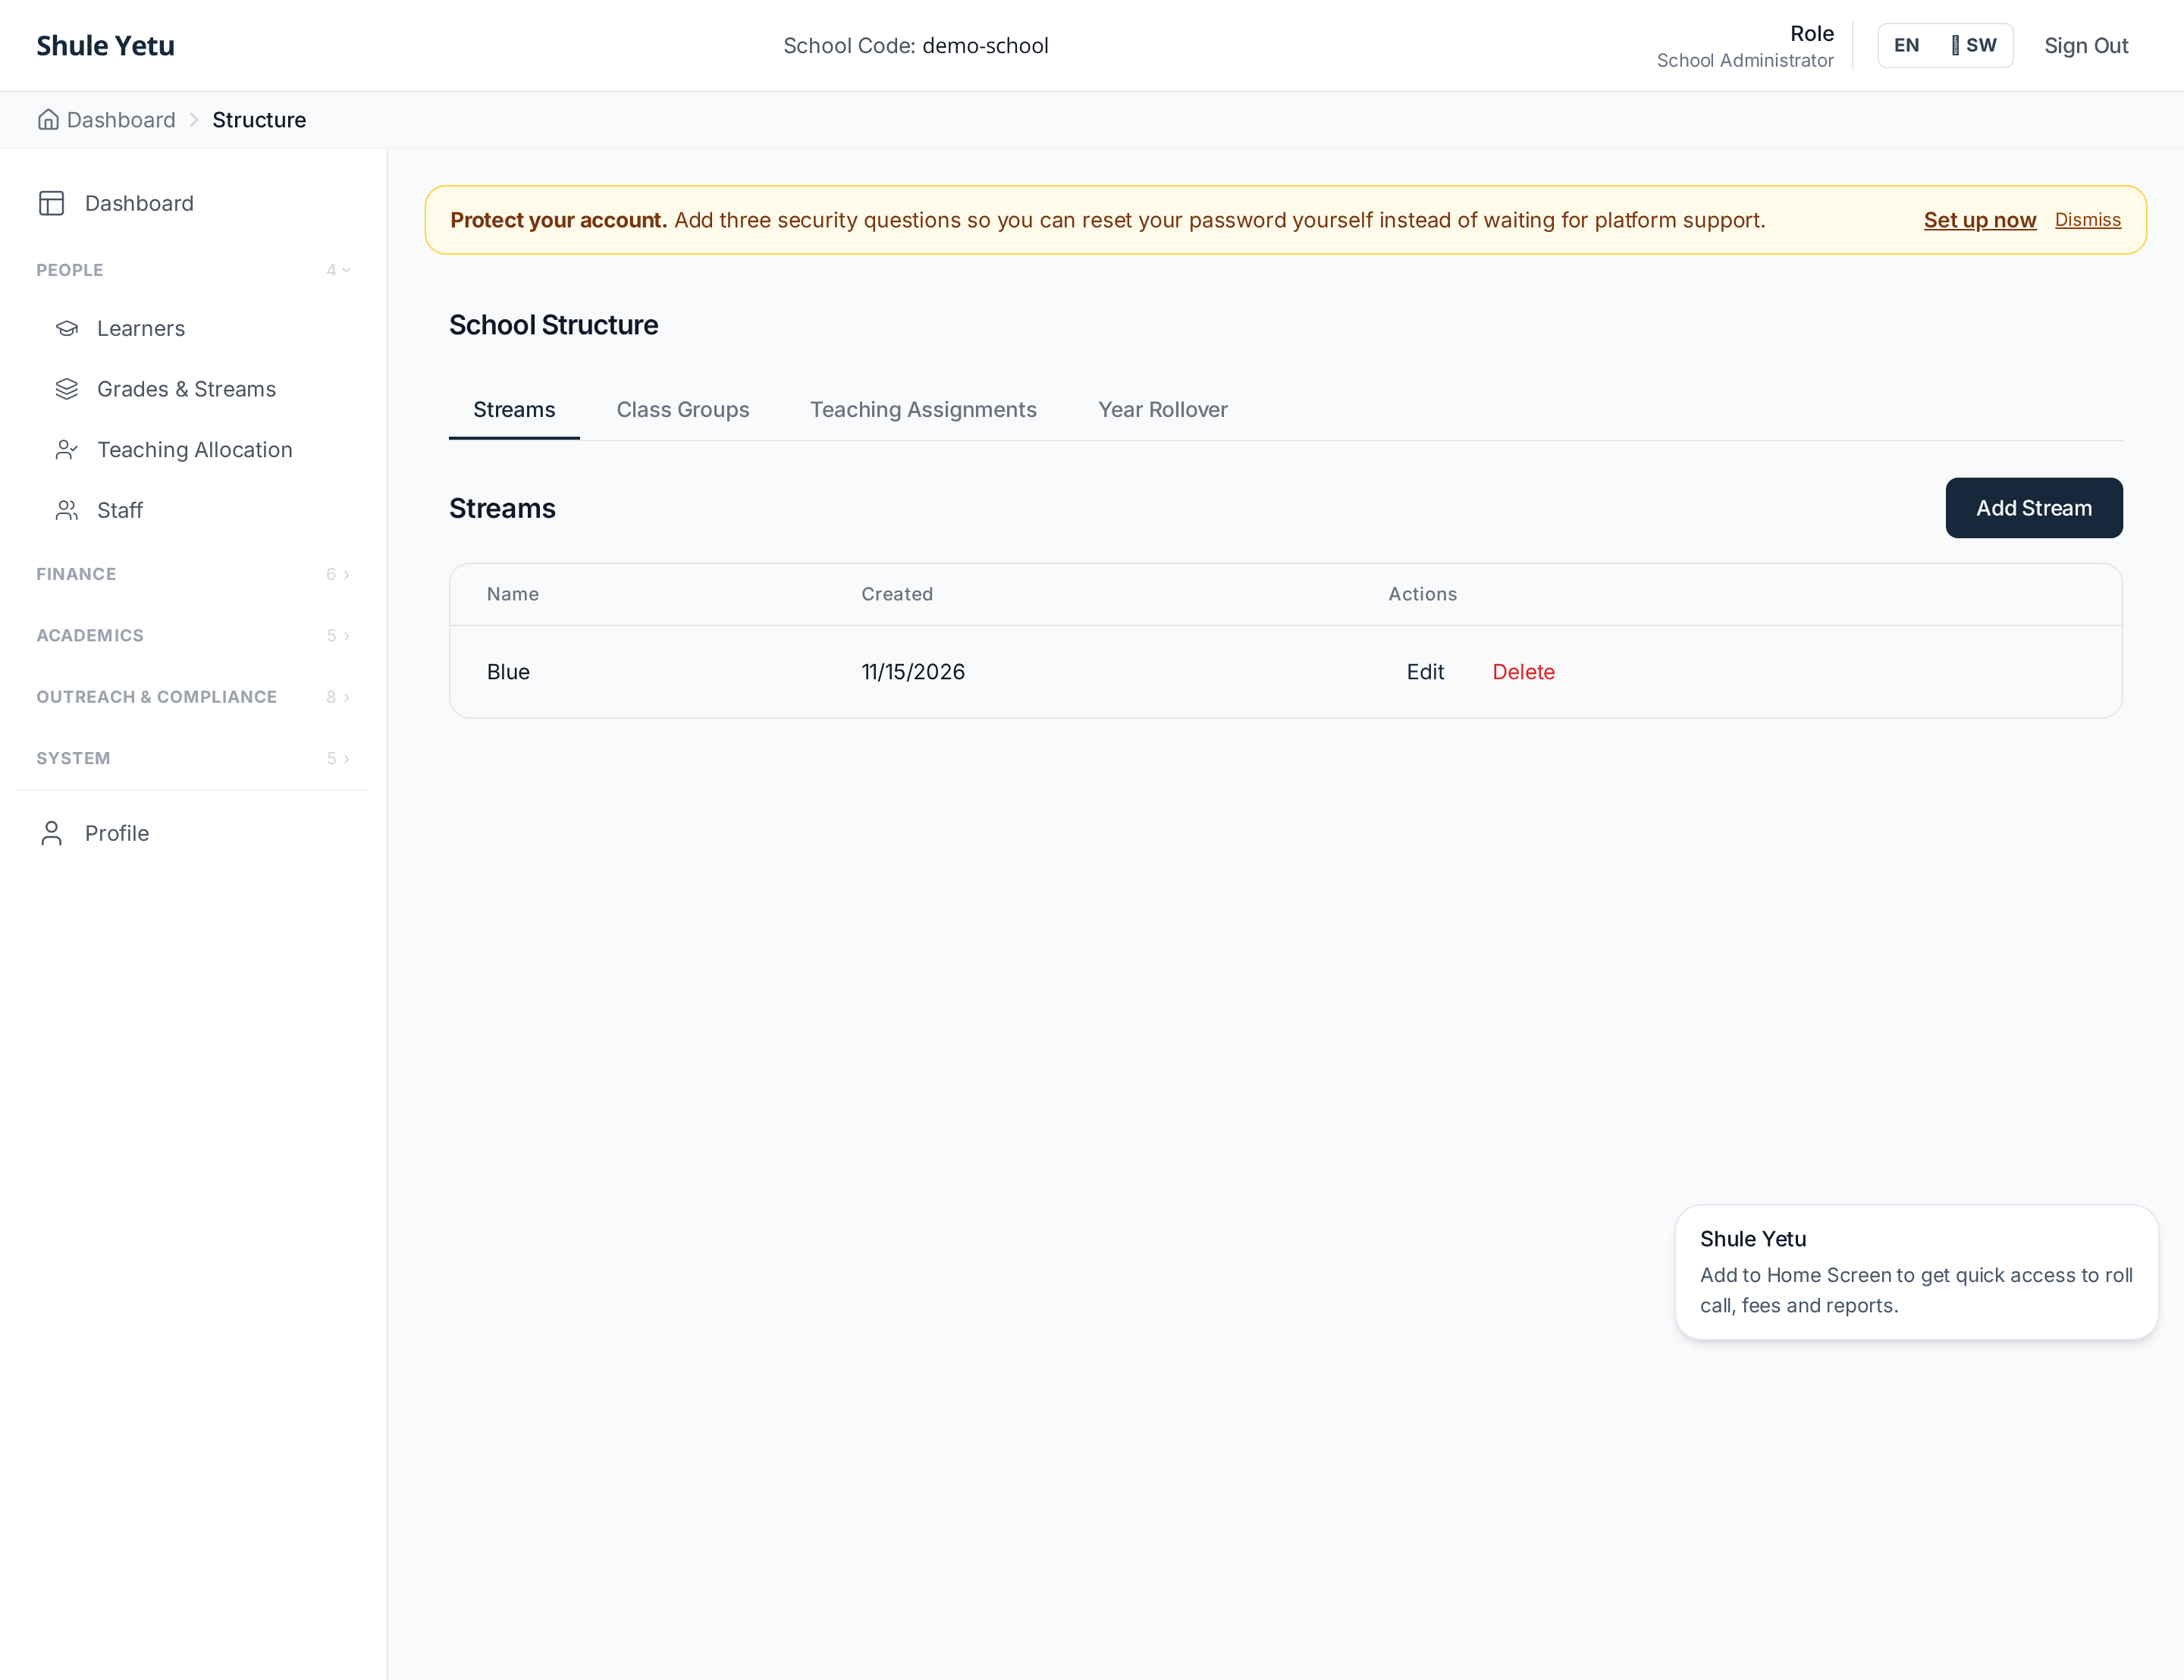 Shule Yetu
School Code: demo-school
Role
School Administrator
EN
SW
Sign Out
Dashboard
Structure
Dashboard
PEOPLE 4
Learners
Grades & Streams
Teaching Allocation
Staff
FINANCE 6
ACADEMICS 5
OUTREACH & COMPLIANCE 8
SYSTEM 5
Profile
Protect your account. Add three security questions so you can reset your password yourself instead of waiting for platform support. Set up now Dismiss
School Structure
Streams Class Groups Teaching Assignments Year Rollover
Streams
Add Stream
Name Created Actions
Blue 11/15/2026 Edit Delete
Shule Yetu
Add to Home Screen to get quick access to roll
call, fees and reports.